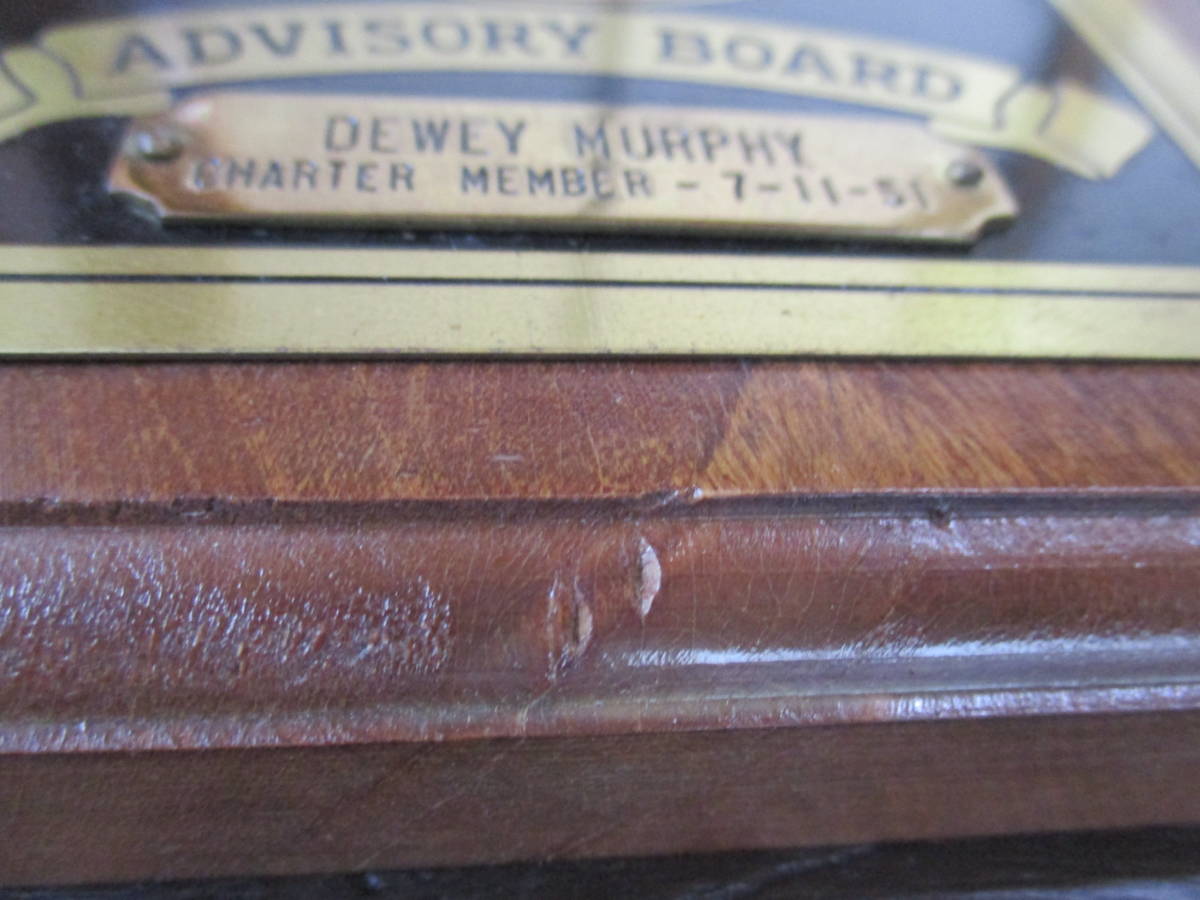 ADVISORY BOARD
DEWEY MURPHY
CHARTER MEMBER - 7-11-51